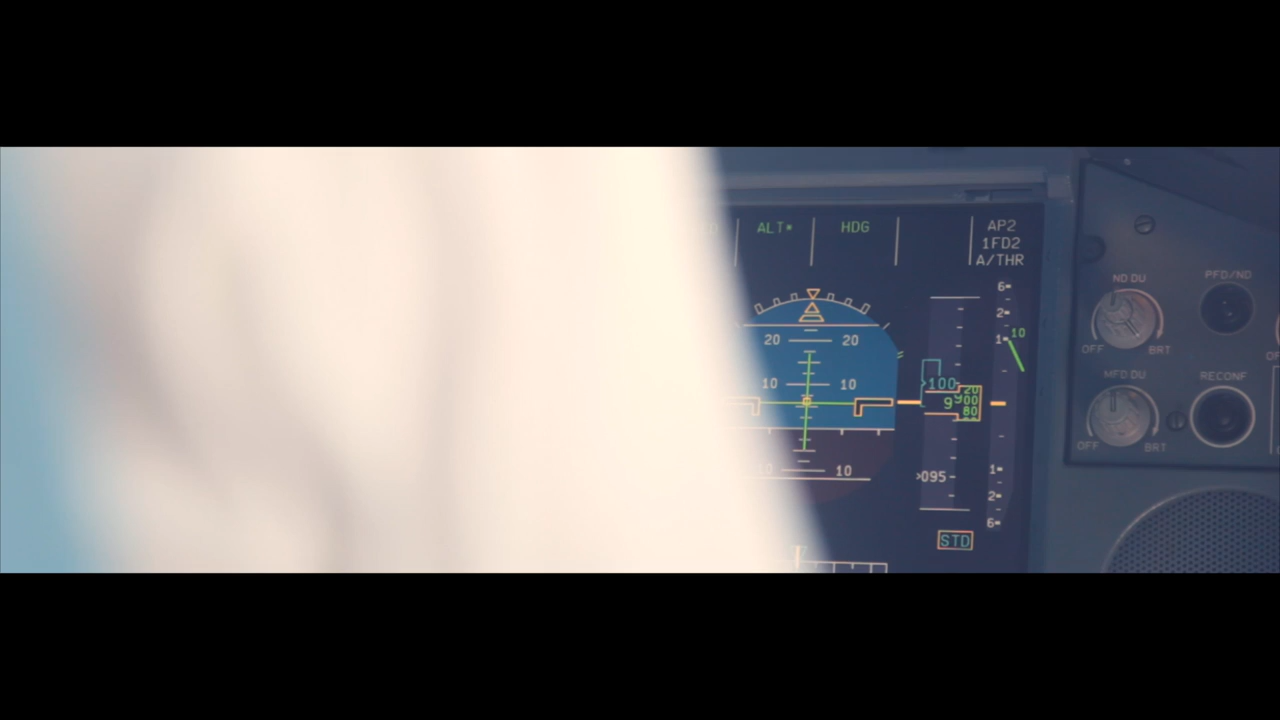 ALT* HDG AP2
1FD2
A/THR
20 20
10 10
10
6
2
1
10
100
9 20
00
80
095
1
2
6
STD
ND DU PFD/ND
OFF BRT
MFD DU RECONF
OFF BRT